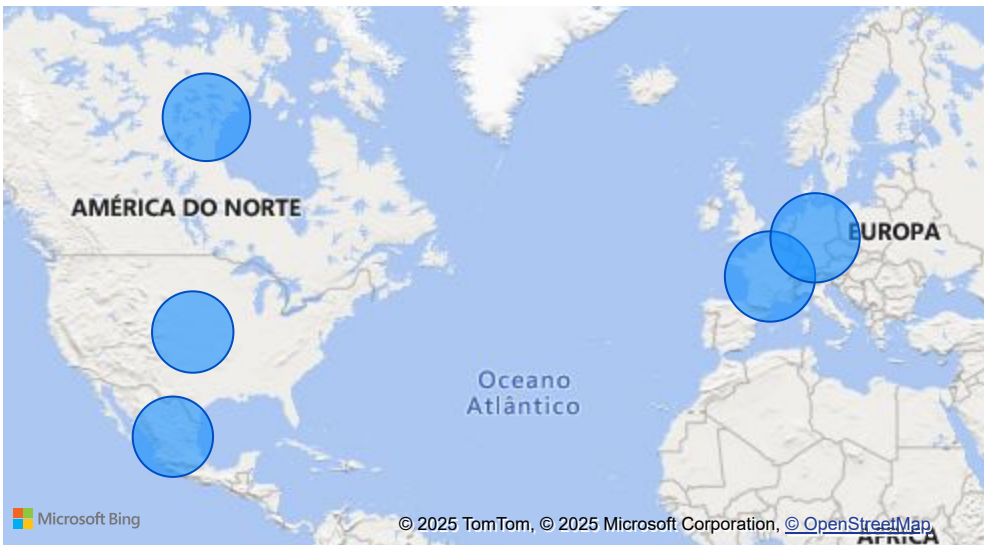 AMÉRICA DO NORTE
EUROPA
Oceano
Atlântico
Microsoft Bing
© 2025 TomTom, © 2025 Microsoft Corporation, © OpenStreetMap
ÁFRICA